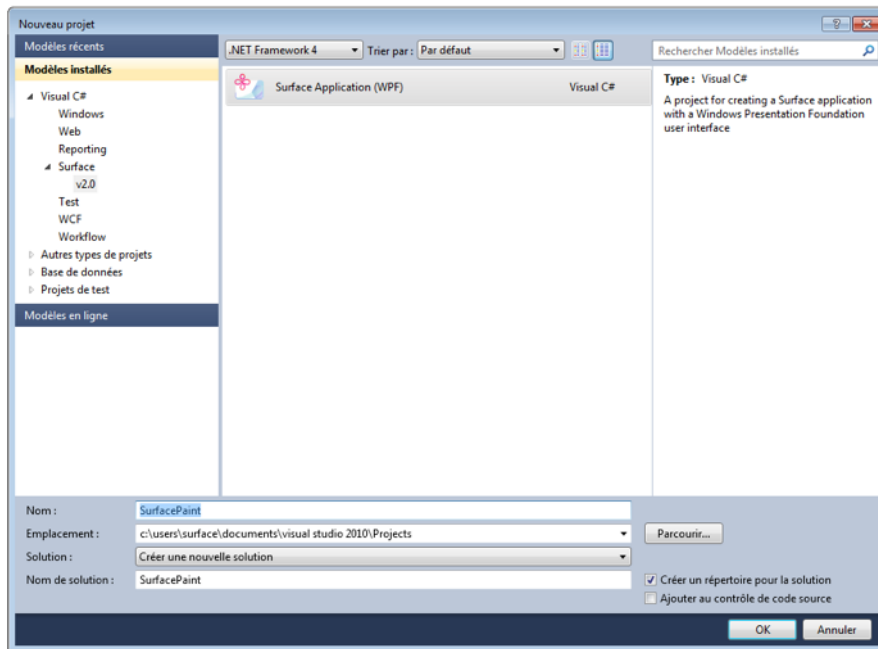 Nouveau projet
Modèles récents
Modèles installés
Visual C#
Windows
Web
Reporting
Surface
v2.0
Test
WCF
Workflow
Autres types de projets
Base de données
Projets de test
Modèles en ligne
.NET Framework 4 Trier par : Par défaut
Surface Application (WPF) Visual C#
Rechercher Modèles installés
Type : Visual C#
A project for creating a Surface application
with a Windows Presentation Foundation
user interface
Nom : SurfacePaint
Emplacement : c:\users\surface\documents\visual studio 2010\Projects Parcourir...
Solution : Créer une nouvelle solution
Nom de solution : SurfacePaint
Créer un répertoire pour la solution
Ajouter au contrôle de code source
OK Annuler